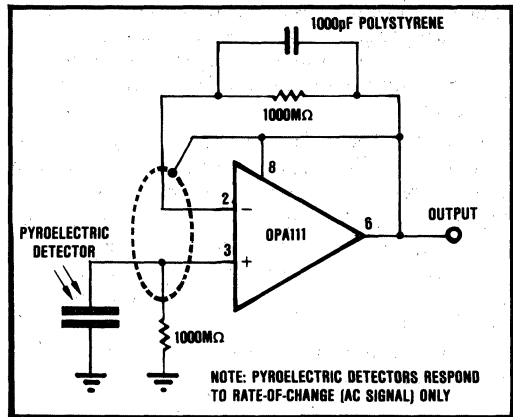 1000pF POLYSTYRENE
1000MΩ
8
2
−
OPA111
6
OUTPUT
PYROELECTRIC
DETECTOR
3
+
1000MΩ
NOTE: PYROELECTRIC DETECTORS RESPOND
TO RATE-OF-CHANGE (AC SIGNAL) ONLY